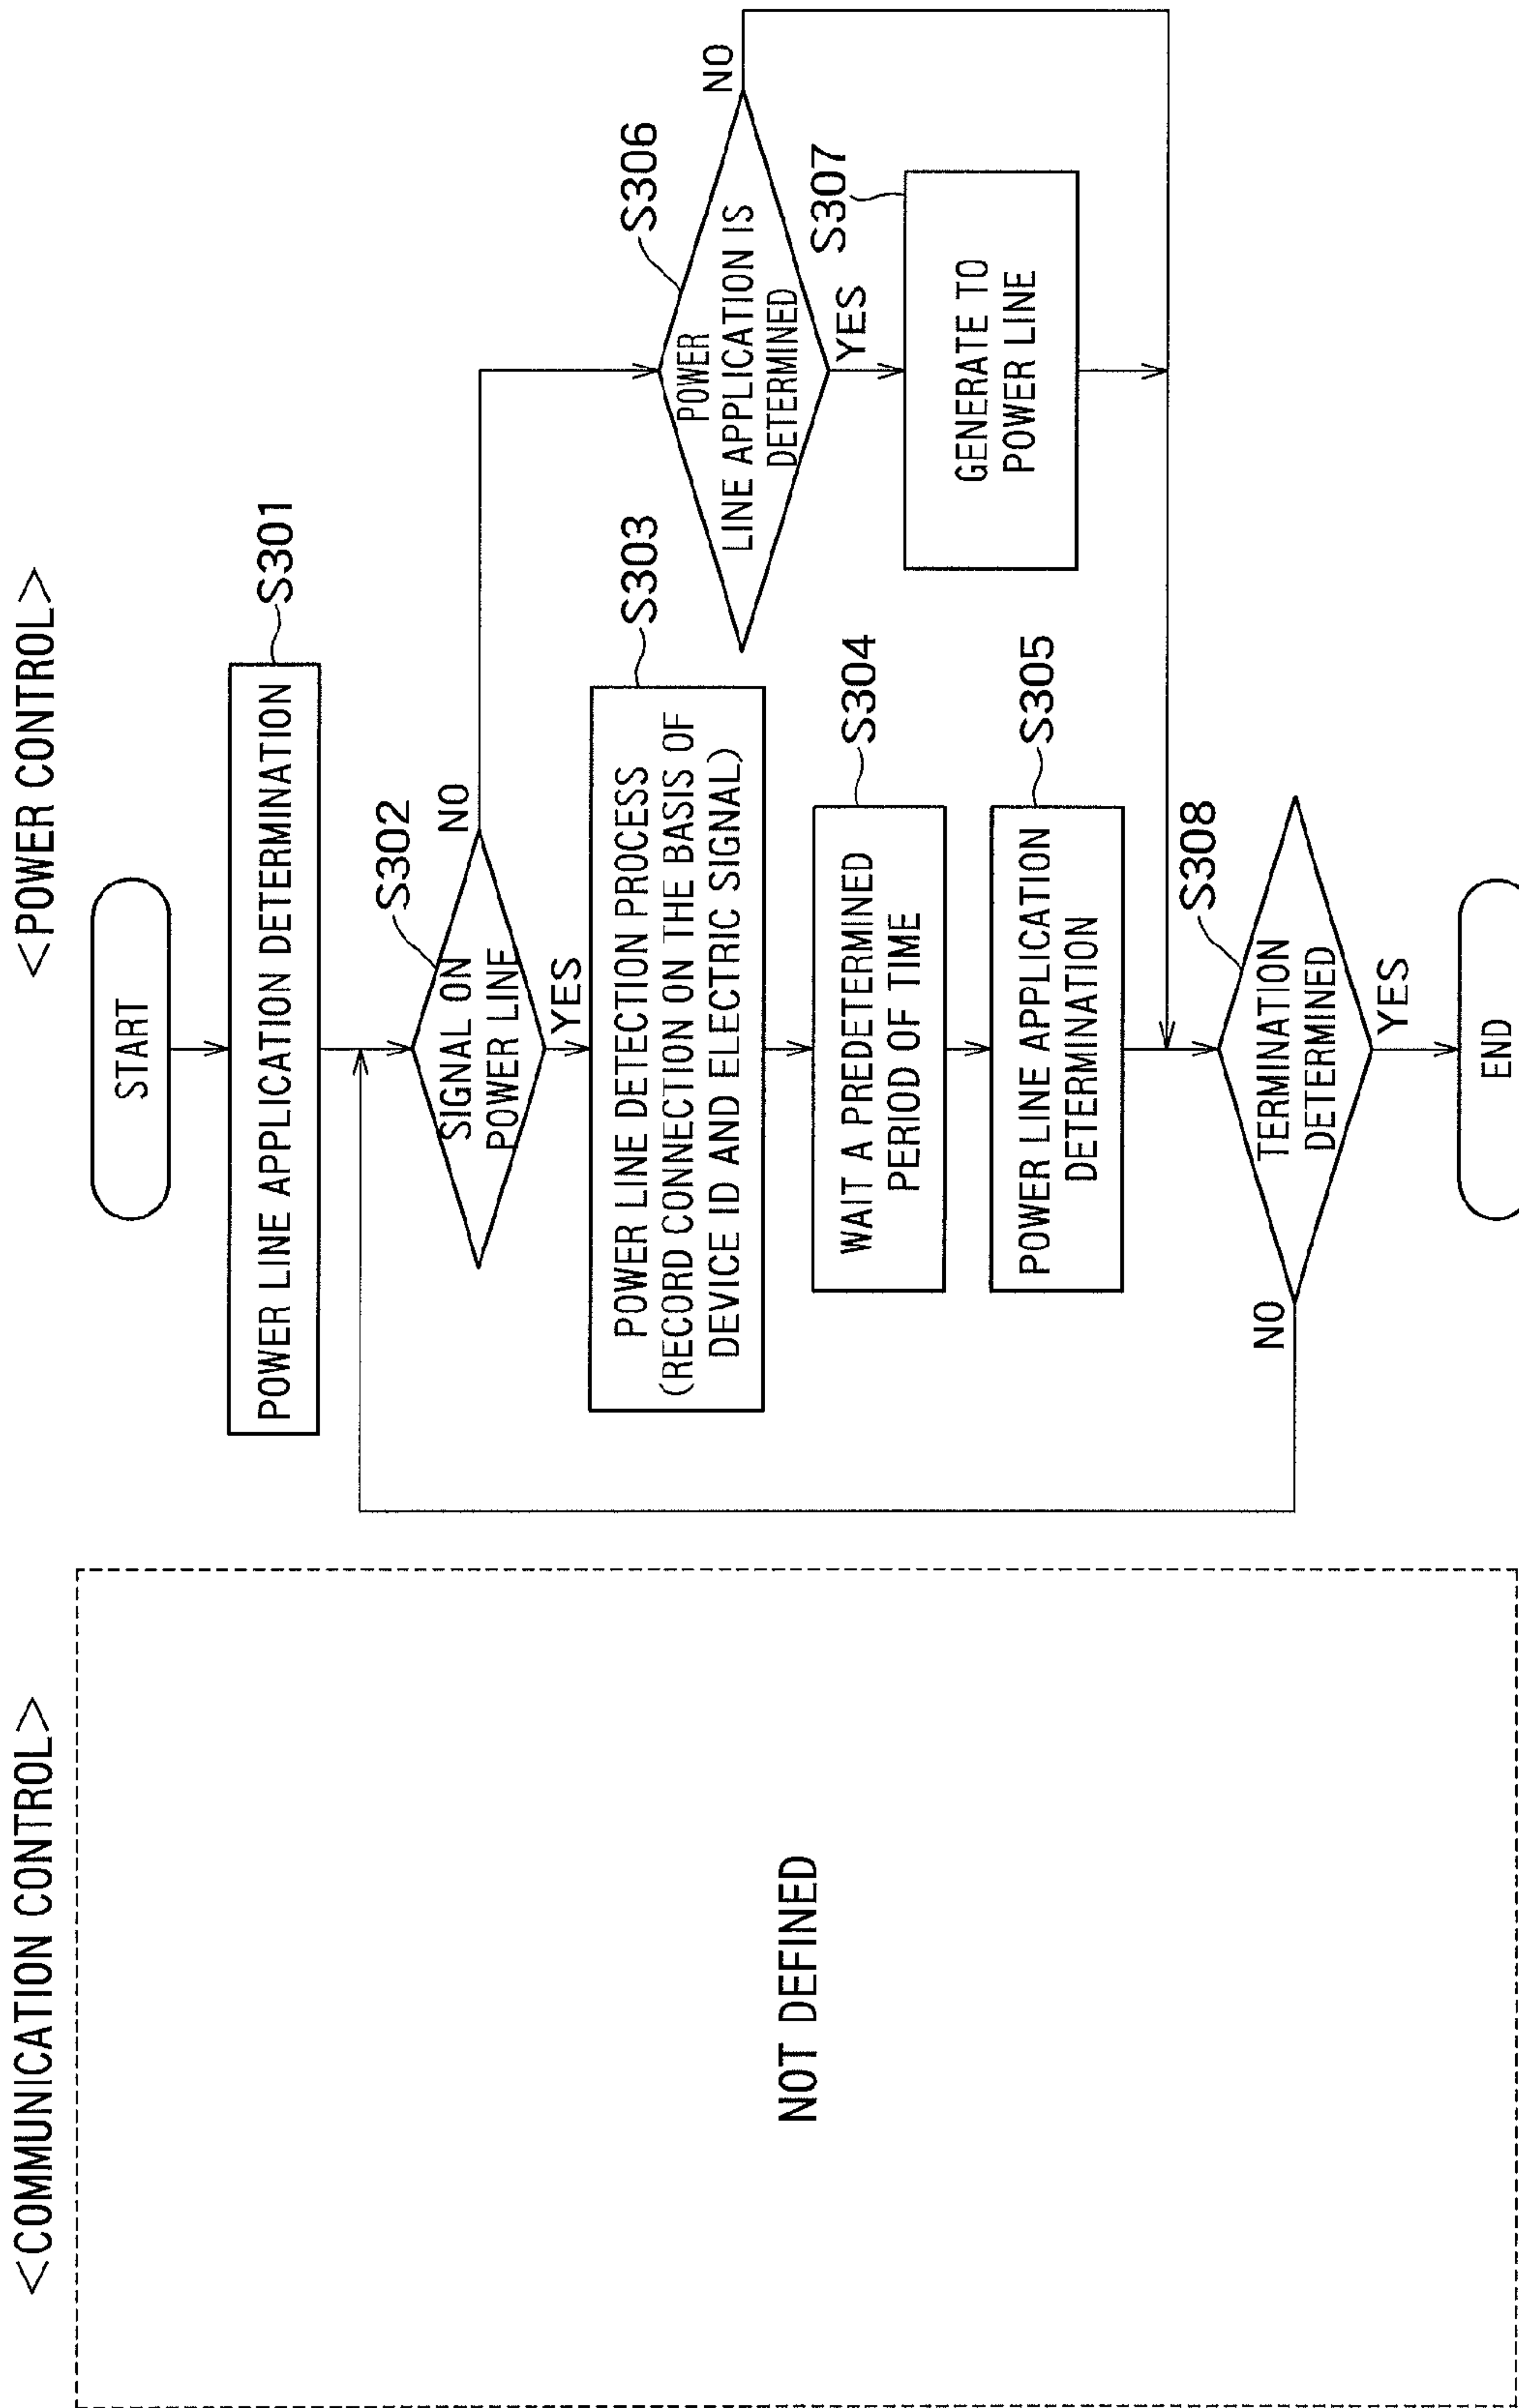 <COMMUNICATION CONTROL>
NOT DEFINED
<POWER CONTROL>
START
POWER LINE APPLICATION DETERMINATION
S301
SIGNAL ON
POWER LINE
S302
NO
YES
POWER LINE DETECTION PROCESS
(RECORD CONNECTION ON THE BASIS OF
DEVICE ID AND ELECTRIC SIGNAL)
S303
WAIT A PREDETERMINED
PERIOD OF TIME
S304
POWER LINE APPLICATION
DETERMINATION
S305
POWER
LINE APPLICATION IS
DETERMINED
S306
NO
YES
GENERATE TO
POWER LINE
S307
TERMINATION
DETERMINED
S308
NO
YES
END